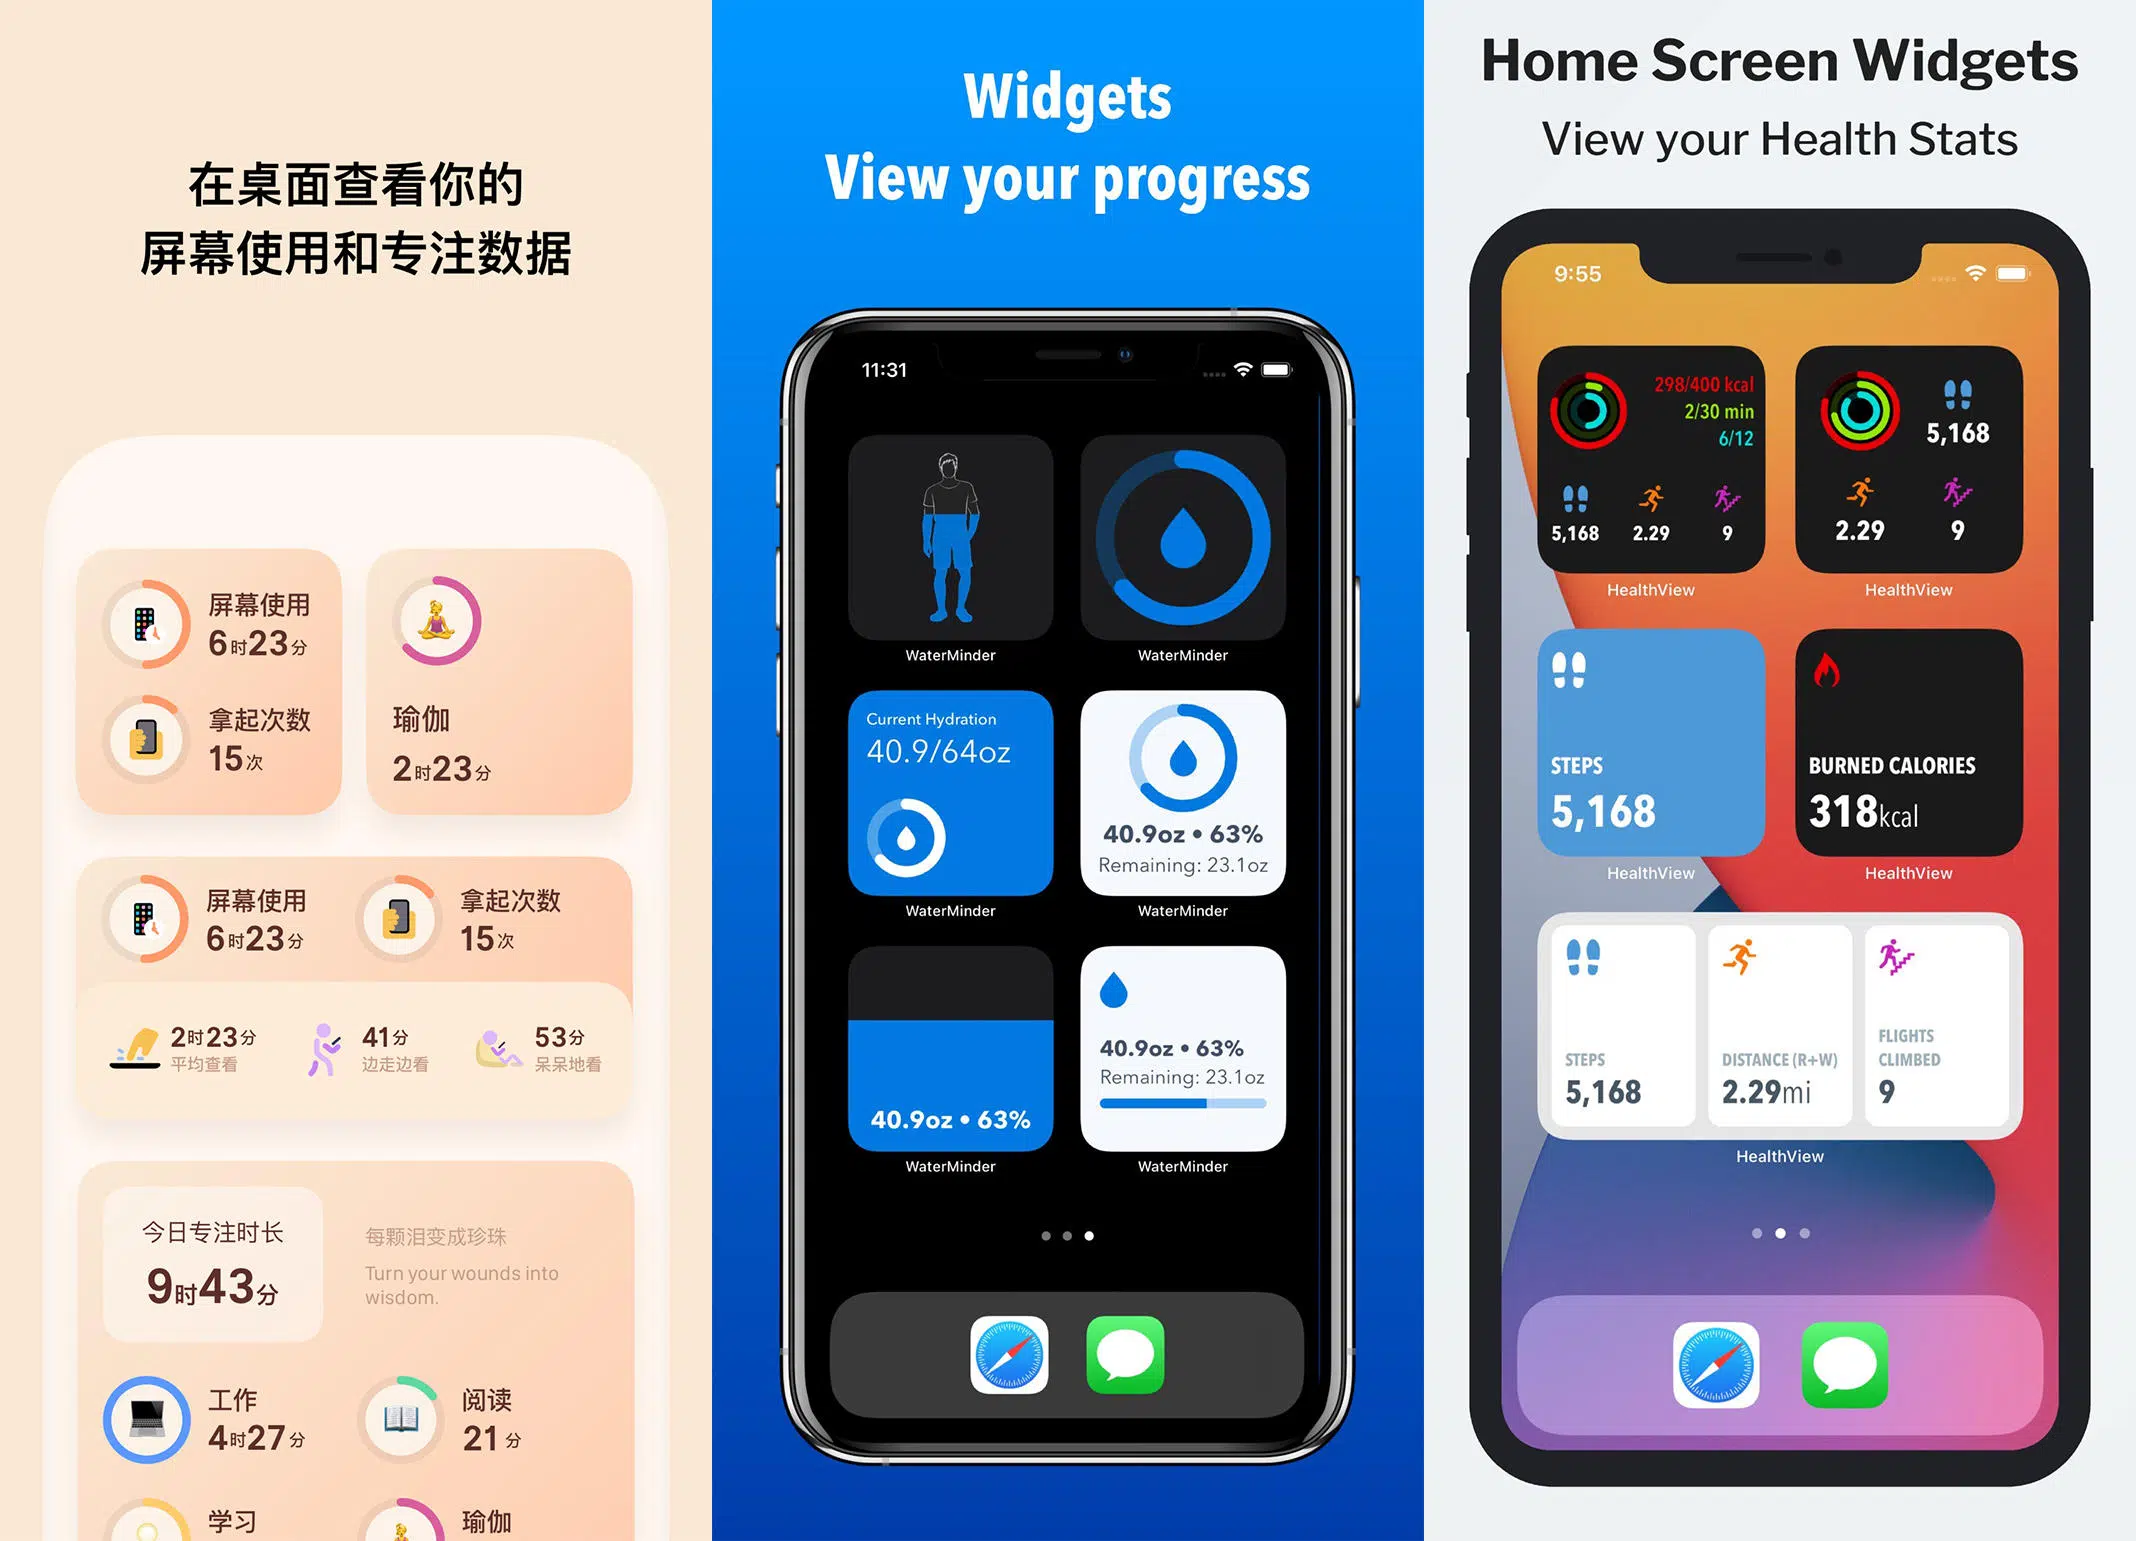 在桌面查看你的
屏幕使用和专注数据
屏幕使用
6时23分
拿起次数
15次
瑜伽
2时23分
屏幕使用
6时23分
拿起次数
15次
2时23分
平均查看
41分
边走边看
53分
呆呆地看
今日专注时长
9时43分
每颗泪变成珍珠
Turn your wounds into
wisdom.
工作
4时27分
阅读
21分
学习
瑜伽
Widgets
View your progress
11:31
WaterMinder
WaterMinder
Current Hydration
40.9/64oz
WaterMinder
40.9oz • 63%
Remaining: 23.1oz
WaterMinder
40.9oz • 63%
WaterMinder
40.9oz • 63%
Remaining: 23.1oz
WaterMinder
Home Screen Widgets
View your Health Stats
9:55
298/400 kcal
2/30 min
6/12
5,168
2.29
9
HealthView
5,168
2.29
9
HealthView
STEPS
5,168
HealthView
BURNED CALORIES
318kcal
HealthView
STEPS
5,168
DISTANCE (R+W)
2.29mi
FLIGHTS
CLIMBED
9
HealthView